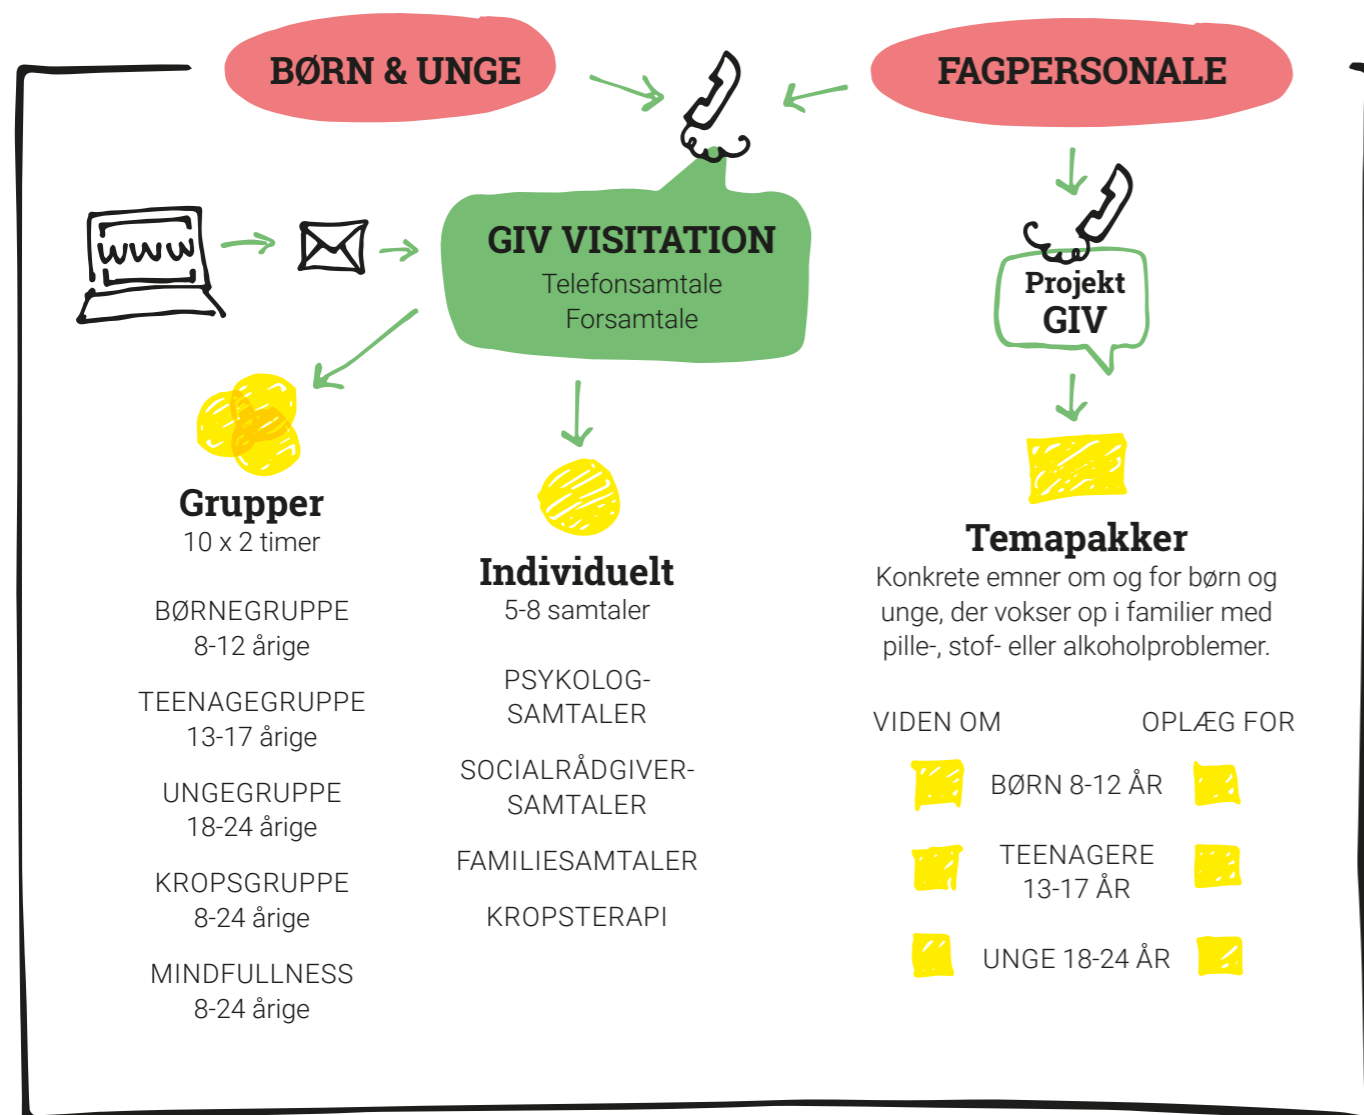 BØRN & UNGE
FAGPERSONALE
www
GIV VISITATION
Telefonsamtale
Forsamtale
Projekt
GIV
Grupper
10 x 2 timer
BØRNEGRUPPE
8-12 årige
TEENAGEGRUPPE
13-17 årige
UNGEGRUPPE
18-24 årige
KROPSGRUPPE
8-24 årige
MINDFULLNESS
8-24 årige
Individuelt
5-8 samtaler
PSYKOLOG-
SAMTALER
SOCIALRÅDGIVER-
SAMTALER
FAMILIESAMTALER
KROPSTERAPI
Temapakker
Konkrete emner om og for børn og
unge, der vokser op i familier med
pille-, stof- eller alkoholproblemer.
VIDEN OM
OPLÆG FOR
BØRN 8-12 ÅR
TEENAGERE
13-17 ÅR
UNGE 18-24 ÅR